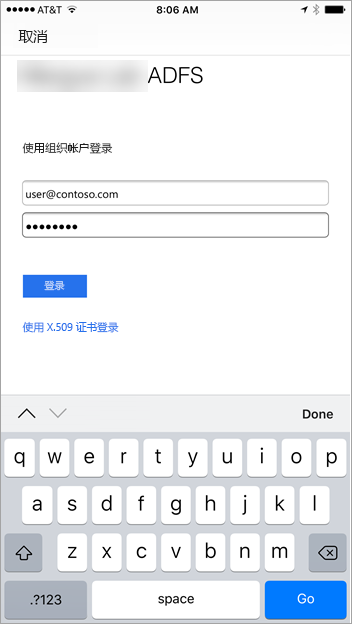 AT&T 8:06 AM
取消
ADFS
使用组织帐户登录
user@contoso.com
登录
使用 X.509 证书登录
Done
q w e r t y u i o p
a s d f g h j k l
z x c v b n m
.?123 space Go